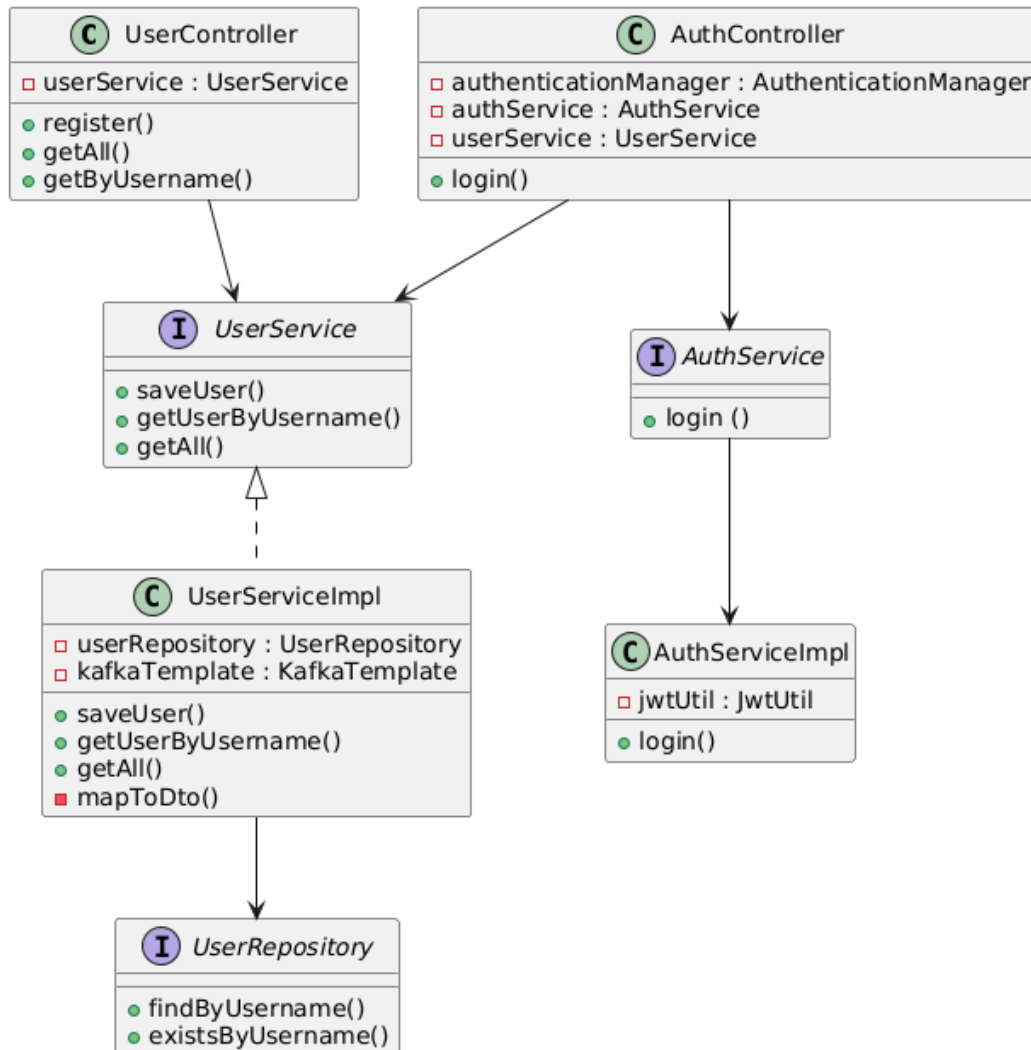 C UserController
userService : UserService
register()
getAll()
getByUsername()
C AuthController
authenticationManager : AuthenticationManager
authService : AuthService
userService : UserService
login()
I UserService
saveUser()
getUserByUsername()
getAll()
I AuthService
login ()
C UserServiceImpl
userRepository : UserRepository
kafkaTemplate : KafkaTemplate
saveUser()
getUserByUsername()
getAll()
mapToDto()
C AuthServiceImpl
jwtUtil : JwtUtil
login()
I UserRepository
findByUsername()
existsByUsername()